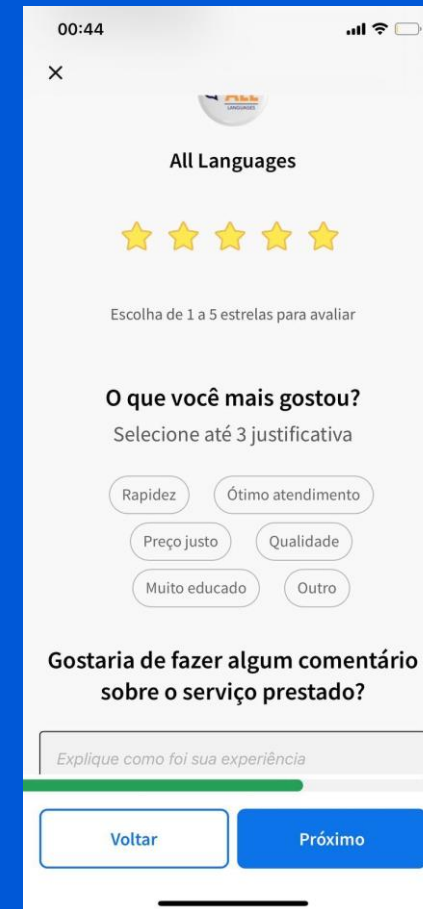 00:44
ALL
LANGUAGES
All Languages
Escolha de 1 a 5 estrelas para avaliar
O que você mais gostou?
Selecione até 3 justificativa
Rapidez
Ótimo atendimento
Preço justo
Qualidade
Muito educado
Outro
Gostaria de fazer algum comentário
sobre o serviço prestado?
Explique como foi sua experiência
Voltar
Próximo